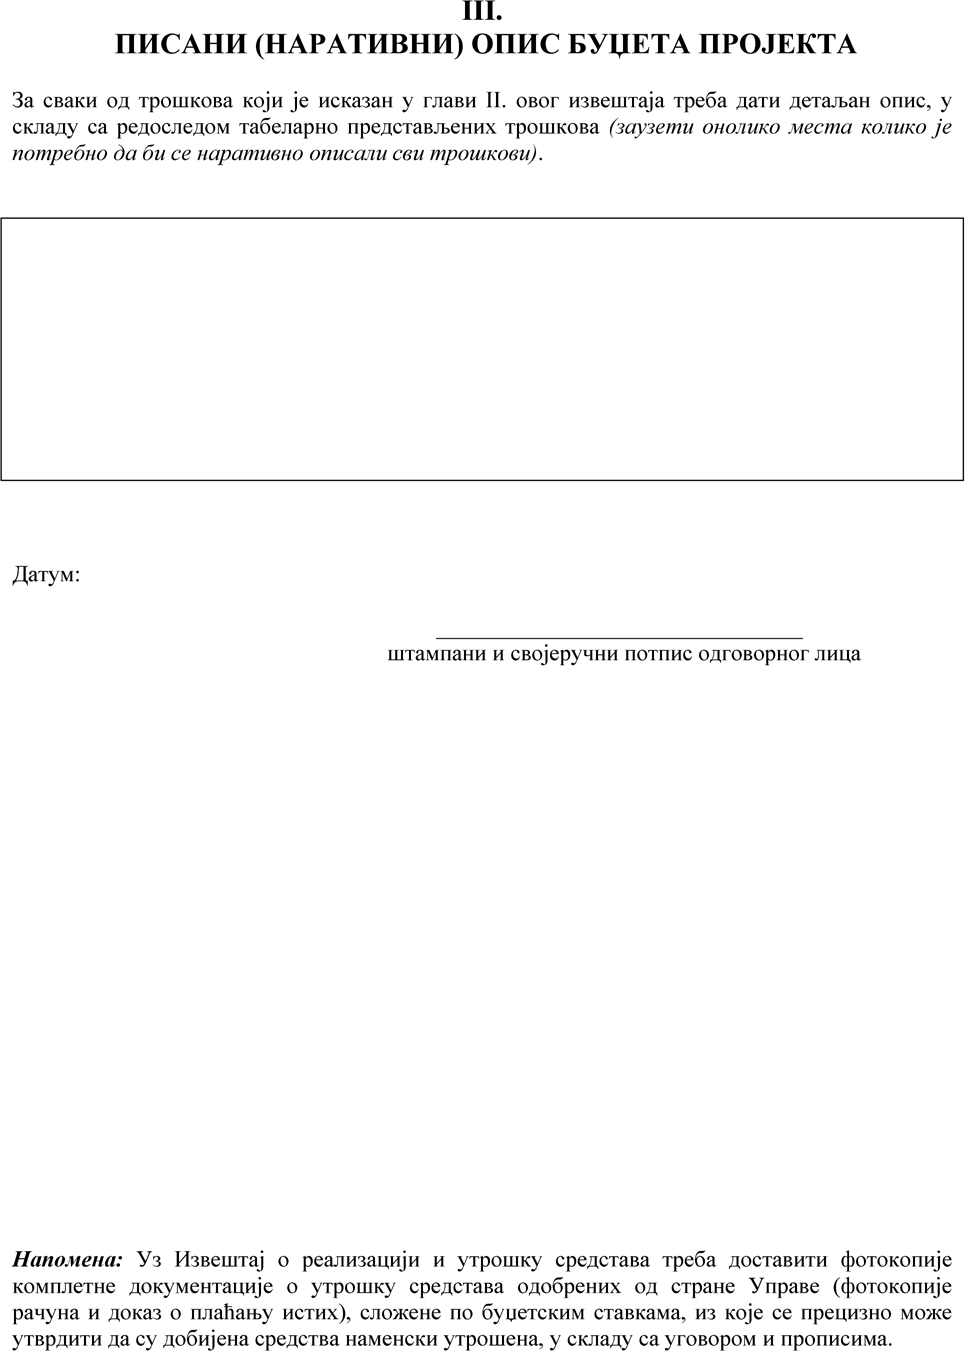 III.
ПИСАНИ (НАРАТИВНИ) ОПИС БУЏЕТА ПРОЈЕКТА
За сваки од трошкова који је исказан у глави II. овог извештаја треба дати детаљан опис, у
складу са редоследом табеларно представљених трошкова (заузети онолико места колико је
потребно да би се наративно описали сви трошкови).
Датум:
штампани и својеручни потпис одговорног лица
Напомена: Уз Извештај о реализацији и утрошку средстава треба доставити фотокопије
комплетне документације о утрошку средстава одобрених од стране Управе (фотокопије
рачуна и доказ о плаћању истих), сложене по буџетским ставкама, из које се прецизно може
утврдити да су добијена средства наменски утрошена, у складу са уговором и прописима.